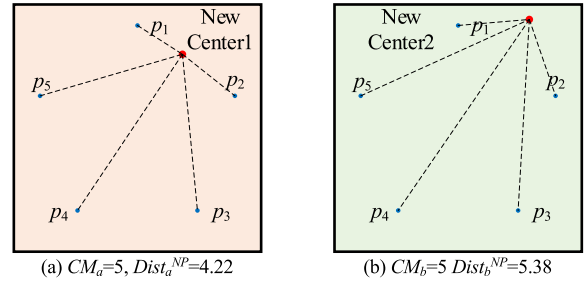 New
Center1
p1
p2
p5
p4
p3
(a) CMa=5, DistaNP=4.22
New
Center2
p1
p2
p5
p4
p3
(b) CMb=5 DistbNP=5.38